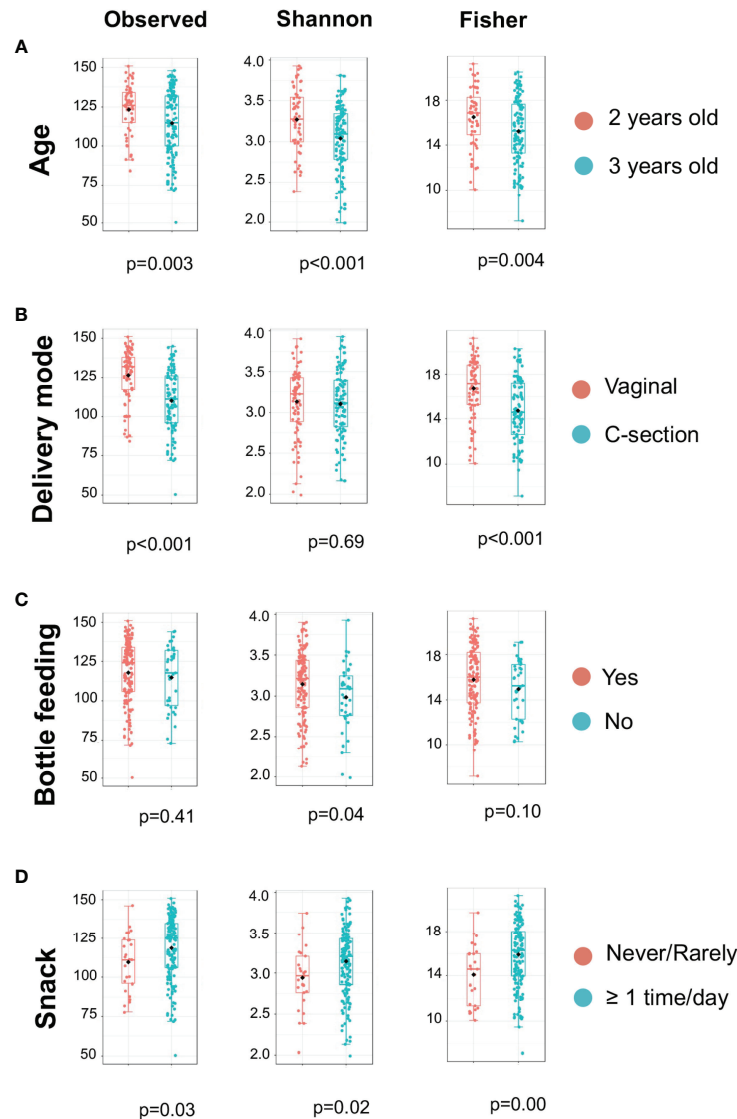 Observed Shannon Fisher
A
Age
150
125
100
75
50
4.0
3.5
3.0
2.5
2.0
18
14
10
2 years old
3 years old
p=0.003 p<0.001 p=0.004
B
Delivery mode
150
125
100
75
50
4.0
3.5
3.0
2.5
2.0
18
14
10
Vaginal
C-section
p<0.001 p=0.69 p<0.001
C
Bottle feeding
150
125
100
75
50
4.0
3.5
3.0
2.5
2.0
18
14
10
Yes
No
p=0.41 p=0.04 p=0.10
D
Snack
150
125
100
75
50
4.0
3.5
3.0
2.5
2.0
18
14
10
Never/Rarely
≥ 1 time/day
p=0.03 p=0.02 p=0.00